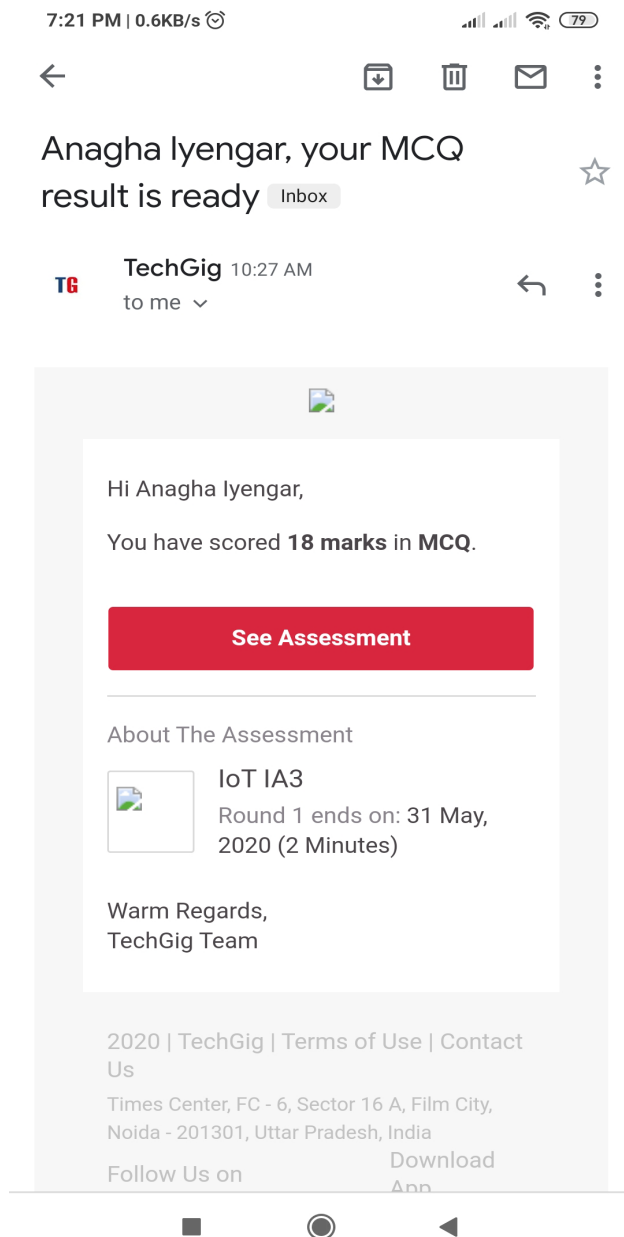 7:21 PM | 0.6KB/s
79
Anagha Iyengar, your MCQ
result is ready Inbox
TG
TechGig 10:27 AM
to me
Hi Anagha Iyengar,
You have scored 18 marks in MCQ.
See Assessment
About The Assessment
IoT IA3
Round 1 ends on: 31 May,
2020 (2 Minutes)
Warm Regards,
TechGig Team
2020 | TechGig | Terms of Use | Contact
Us
Times Center, FC - 6, Sector 16 A, Film City,
Noida - 201301, Uttar Pradesh, India
Follow Us on
Download
App